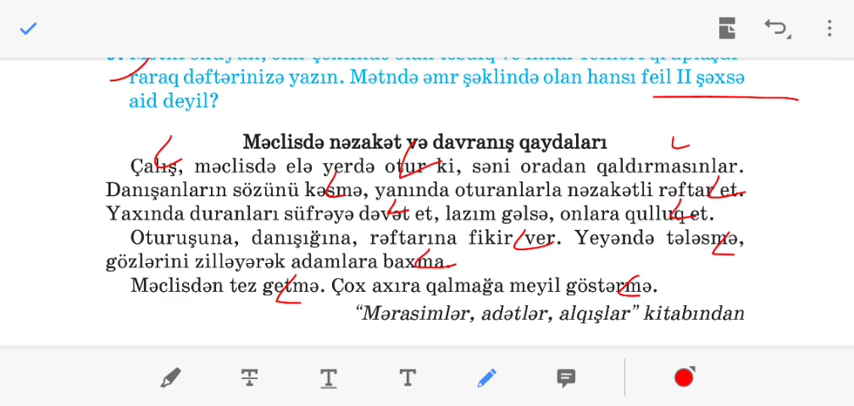 raraq dəftərinizə yazın. Mətndə əmr şəklində olan hansı feil II şəxsə
aid deyil?
Məclisdə nəzakət və davranış qaydaları
Çalış, məclisdə elə yerdə otur ki, səni oradan qaldırmasınlar.
Danışanların sözünü kəsmə, yanında oturanlarla nəzakətli rəftar et.
Yaxında duranları süfrəyə dəvət et, lazım gəlsə, onlara qulluq et.
Oturuşuna, danışığına, rəftarına fikir ver. Yeyəndə tələsmə,
gözlərini zilləyərək adamlara baxma.
Məclisdən tez getmə. Çox axıra qalmağa meyil göstərmə.
“Mərasimlər, adətlər, alqışlar” kitabından